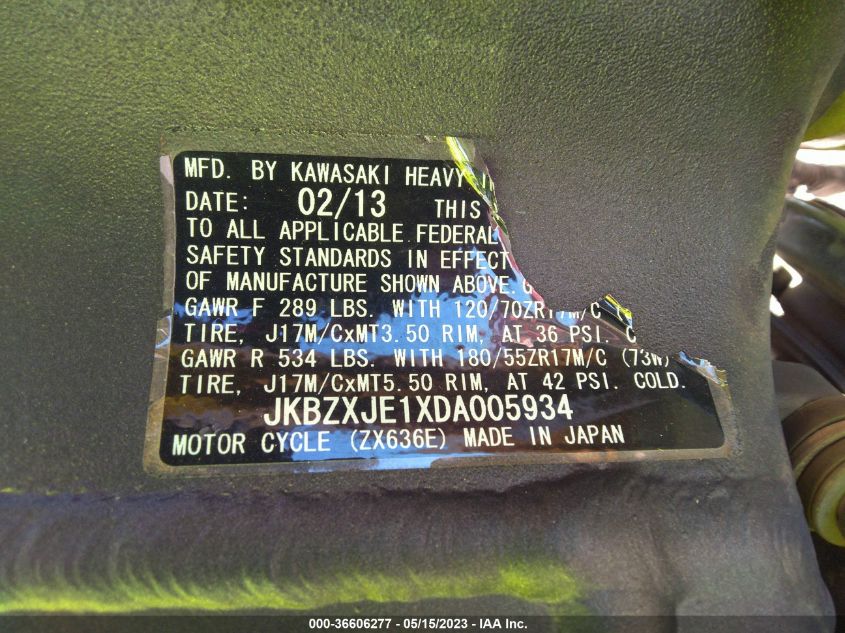 MFD. BY KAWASAKI HEAVY
DATE: 02/13 THIS
TO ALL APPLICABLE FEDERAL
SAFETY STANDARDS IN EFFECT
OF MANUFACTURE SHOWN ABOVE.
GAWR F 289 LBS. WITH 120/70ZR17M/C
TIRE, J17M/CxMT3.50 RIM, AT 36 PSI.
GAWR R 534 LBS. WITH 180/55ZR17M/C (73W)
TIRE, J17M/CxMT5.50 RIM, AT 42 PSI. COLD.
JKBZXJE1XDA005934
MOTOR CYCLE (ZX636E) MADE IN JAPAN
000-36606277 - 05/15/2023 - IAA Inc.